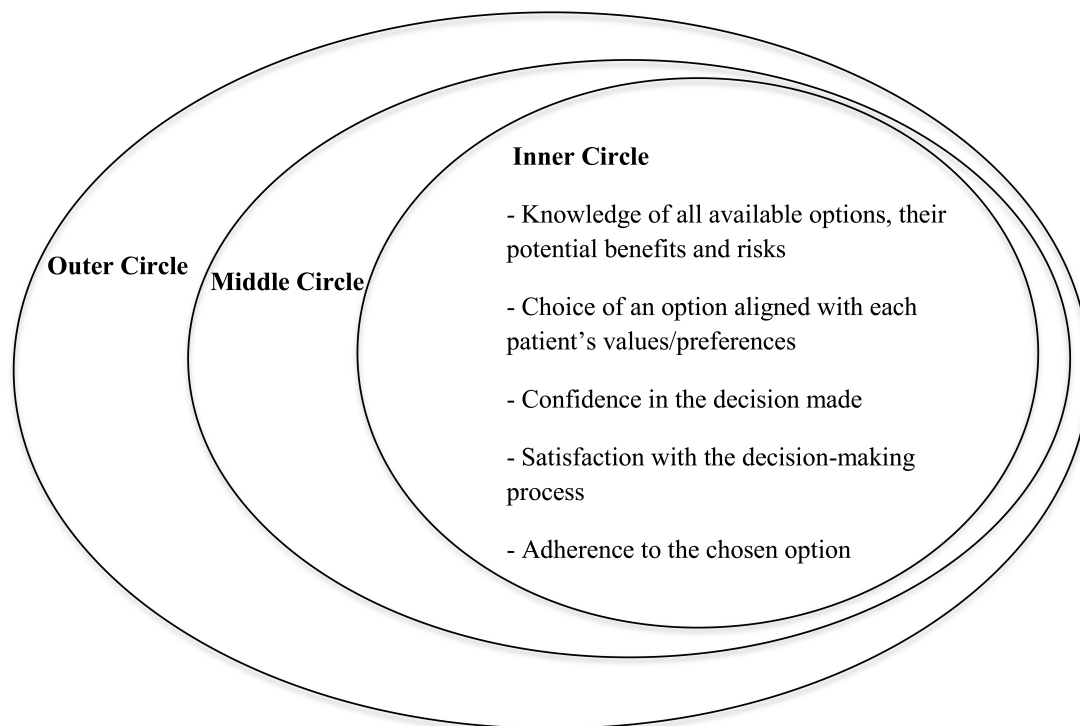 Inner Circle
- Knowledge of all available options, their
potential benefits and risks
Outer Circle
Middle Circle
- Choice of an option aligned with each
patient’s values/preferences
- Confidence in the decision made
- Satisfaction with the decision-making
process
- Adherence to the chosen option